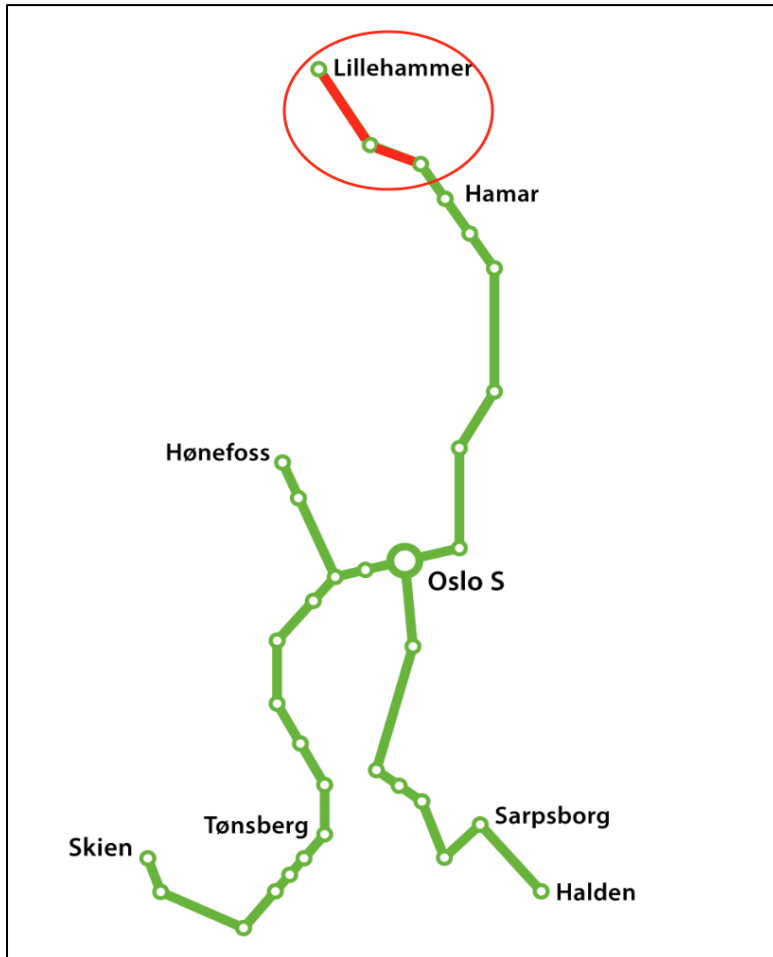 Lillehammer
Hamar
Hønefoss
Oslo S
Tønsberg
Sarpsborg
Skien
Halden